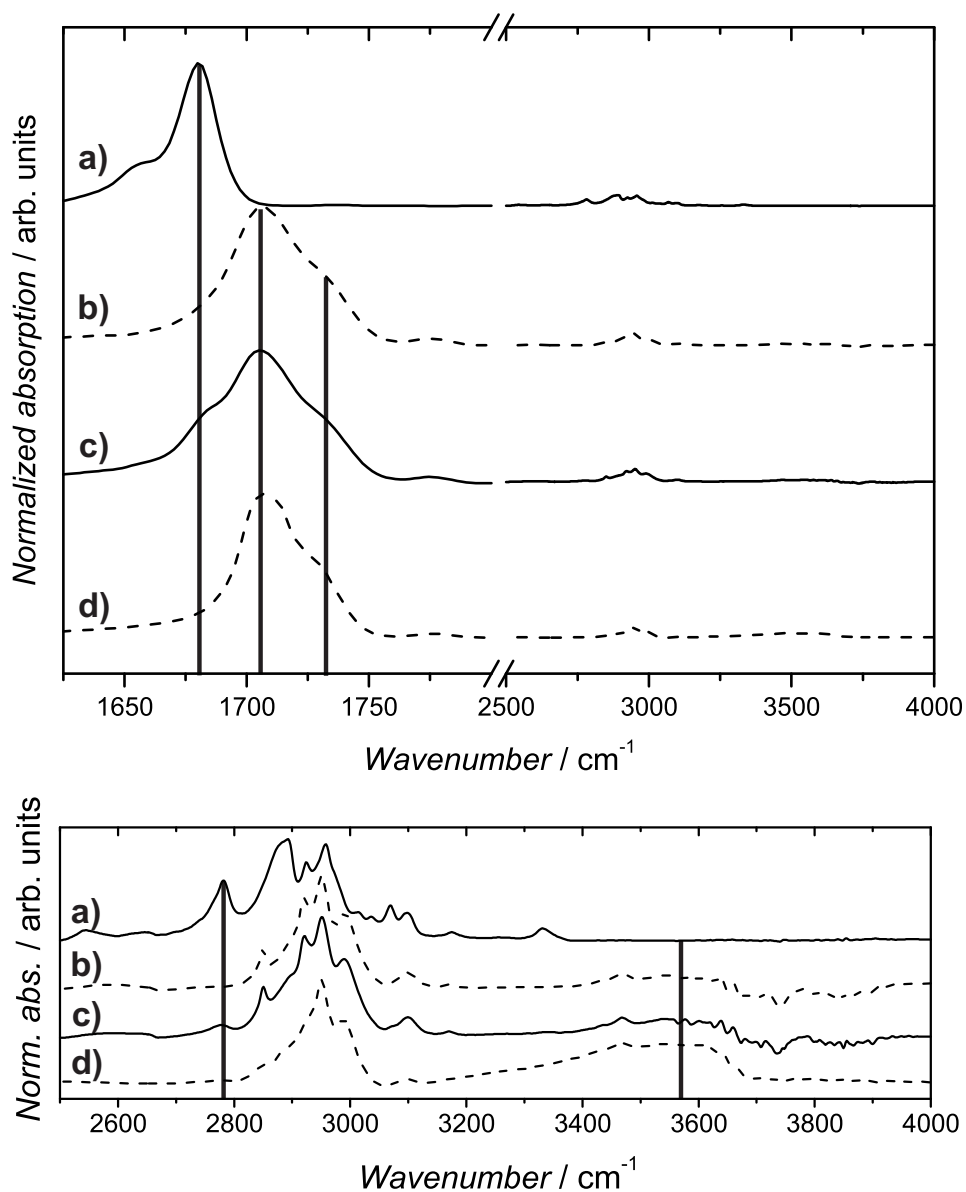 Normalized absorption / arb. units
a)
b)
c)
d)
1650 1700 1750 2500 3000 3500 4000
Wavenumber / cm-1
Norm. abs. / arb. units
a)
b)
c)
d)
2600 2800 3000 3200 3400 3600 3800 4000
Wavenumber / cm-1